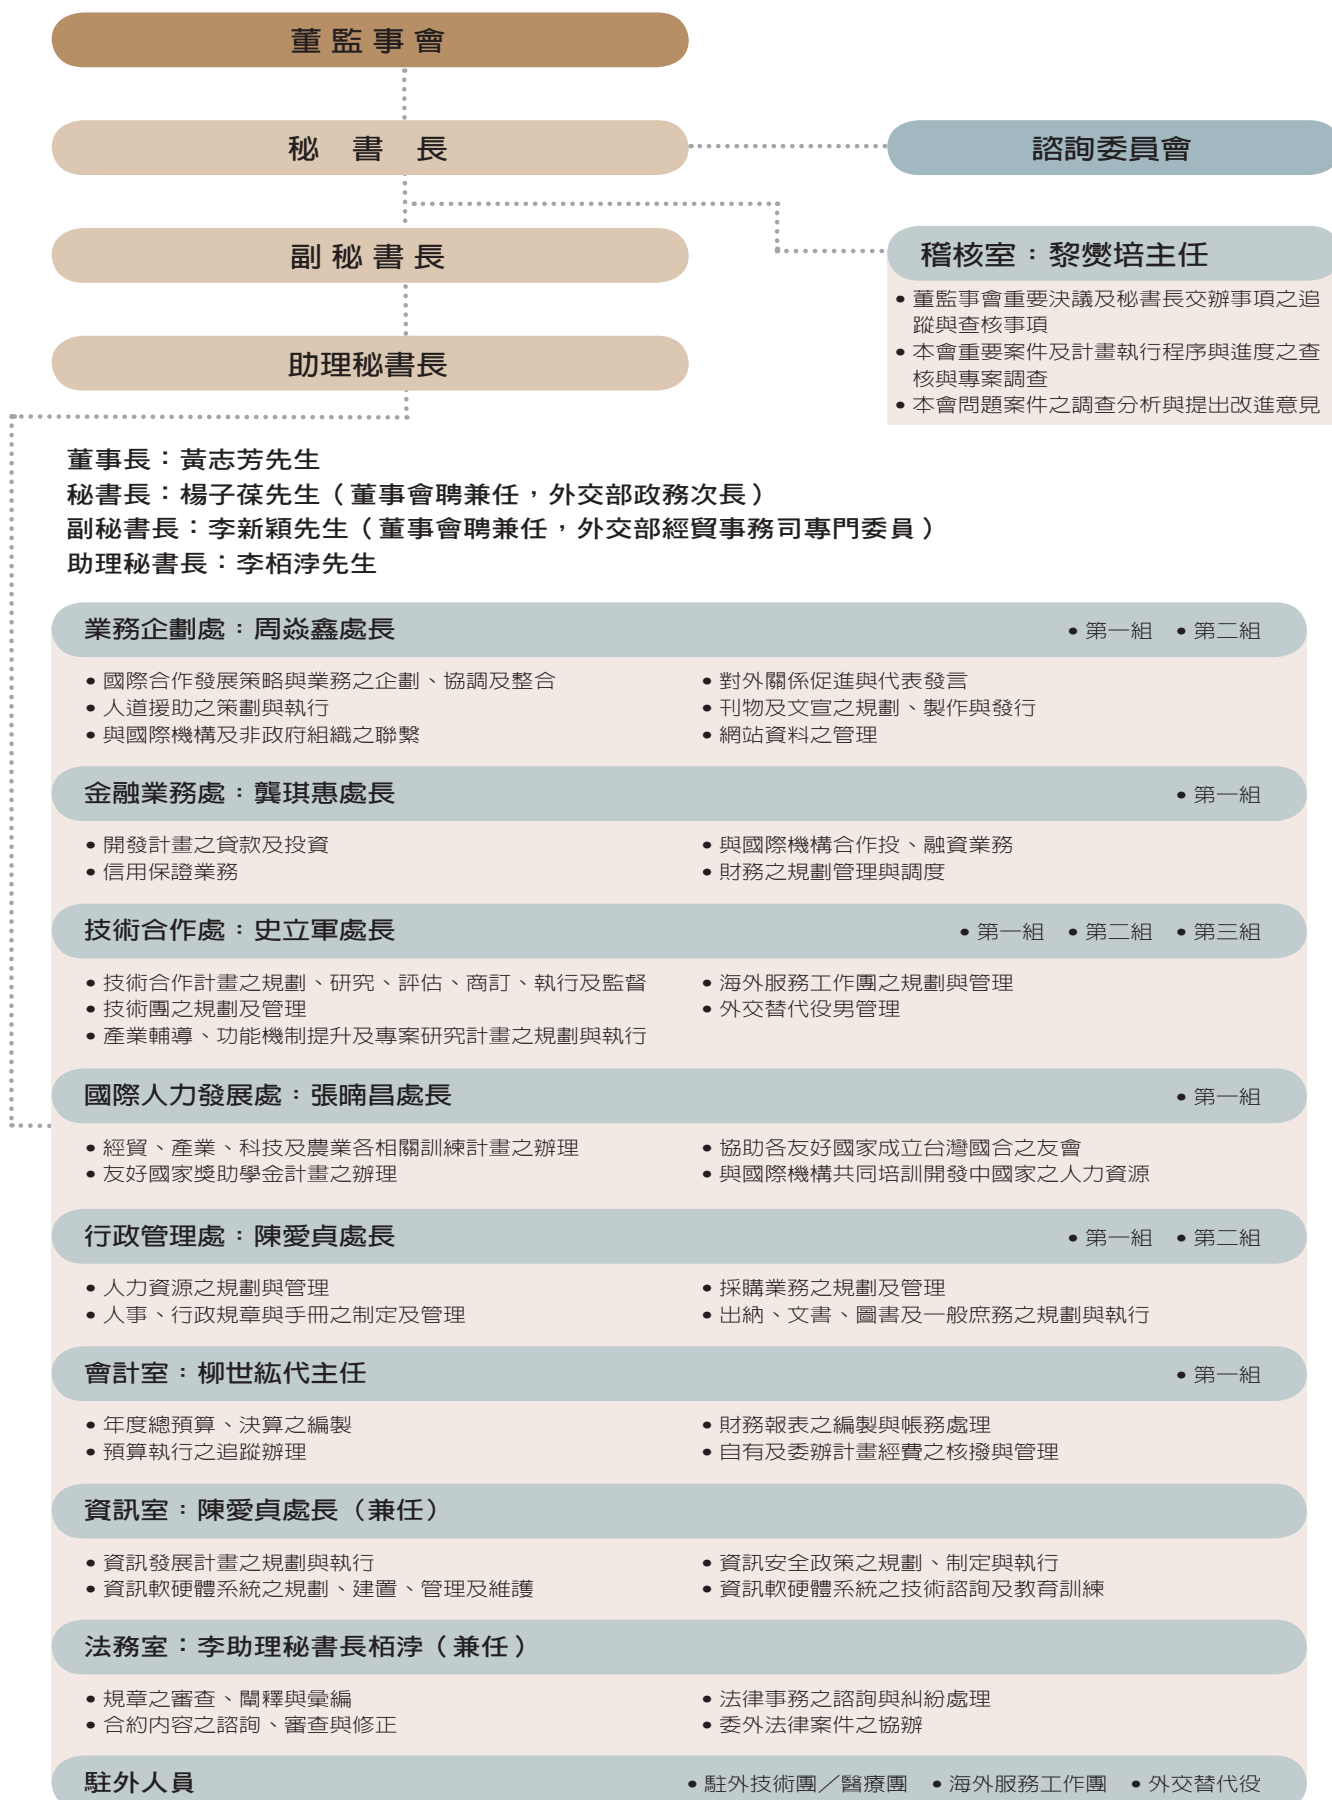 董監事會
秘書長
諮詢委員會
副秘書長
稽核室：黎爕培主任
• 董監事會重要決議及秘書長交辦事項之追
蹤與查核事項
• 本會重要案件及計畫執行程序與進度之查
核與專案調查
• 本會問題案件之調查分析與提出改進意見
助理秘書長
董事長：黃志芳先生
秘書長：楊子葆先生（董事會聘兼任，外交部政務次長）
副秘書長：李新穎先生（董事會聘兼任，外交部經貿事務司專門委員）
助理秘書長：李栢浡先生
業務企劃處：周焱鑫處長 • 第一組 • 第二組
• 國際合作發展策略與業務之企劃、協調及整合
• 人道援助之策劃與執行
• 與國際機構及非政府組織之聯繫
• 對外關係促進與代表發言
• 刊物及文宣之規劃、製作與發行
• 網站資料之管理
金融業務處：龔琪惠處長 • 第一組
• 開發計畫之貸款及投資
• 信用保證業務
• 與國際機構合作投、融資業務
• 財務之規劃管理與調度
技術合作處：史立軍處長 • 第一組 • 第二組 • 第三組
• 技術合作計畫之規劃、研究、評估、商訂、執行及監督
• 技術團之規劃及管理
• 產業輔導、功能機制提升及專案研究計畫之規劃與執行
• 海外服務工作團之規劃與管理
• 外交替代役男管理
國際人力發展處：張暔昌處長 • 第一組
• 經貿、產業、科技及農業各相關訓練計畫之辦理
• 友好國家獎助學金計畫之辦理
• 協助各友好國家成立台灣國合之友會
• 與國際機構共同培訓開發中國家之人力資源
行政管理處：陳愛貞處長 • 第一組 • 第二組
• 人力資源之規劃與管理
• 人事、行政規章與手冊之制定及管理
• 採購業務之規劃及管理
• 出納、文書、圖書及一般庶務之規劃與執行
會計室：柳世紘代主任 • 第一組
• 年度總預算、決算之編製
• 預算執行之追蹤辦理
• 財務報表之編製與帳務處理
• 自有及委辦計畫經費之核撥與管理
資訊室：陳愛貞處長（兼任）
• 資訊發展計畫之規劃與執行
• 資訊軟硬體系統之規劃、建置、管理及維護
• 資訊安全政策之規劃、制定與執行
• 資訊軟硬體系統之技術諮詢及教育訓練
法務室：李助理秘書長栢浡（兼任）
• 規章之審查、闡釋與彙編
• 合約內容之諮詢、審查與修正
• 法律事務之諮詢與糾紛處理
• 委外法律案件之協辦
駐外人員 • 駐外技術團／醫療團 • 海外服務工作團 • 外交替代役